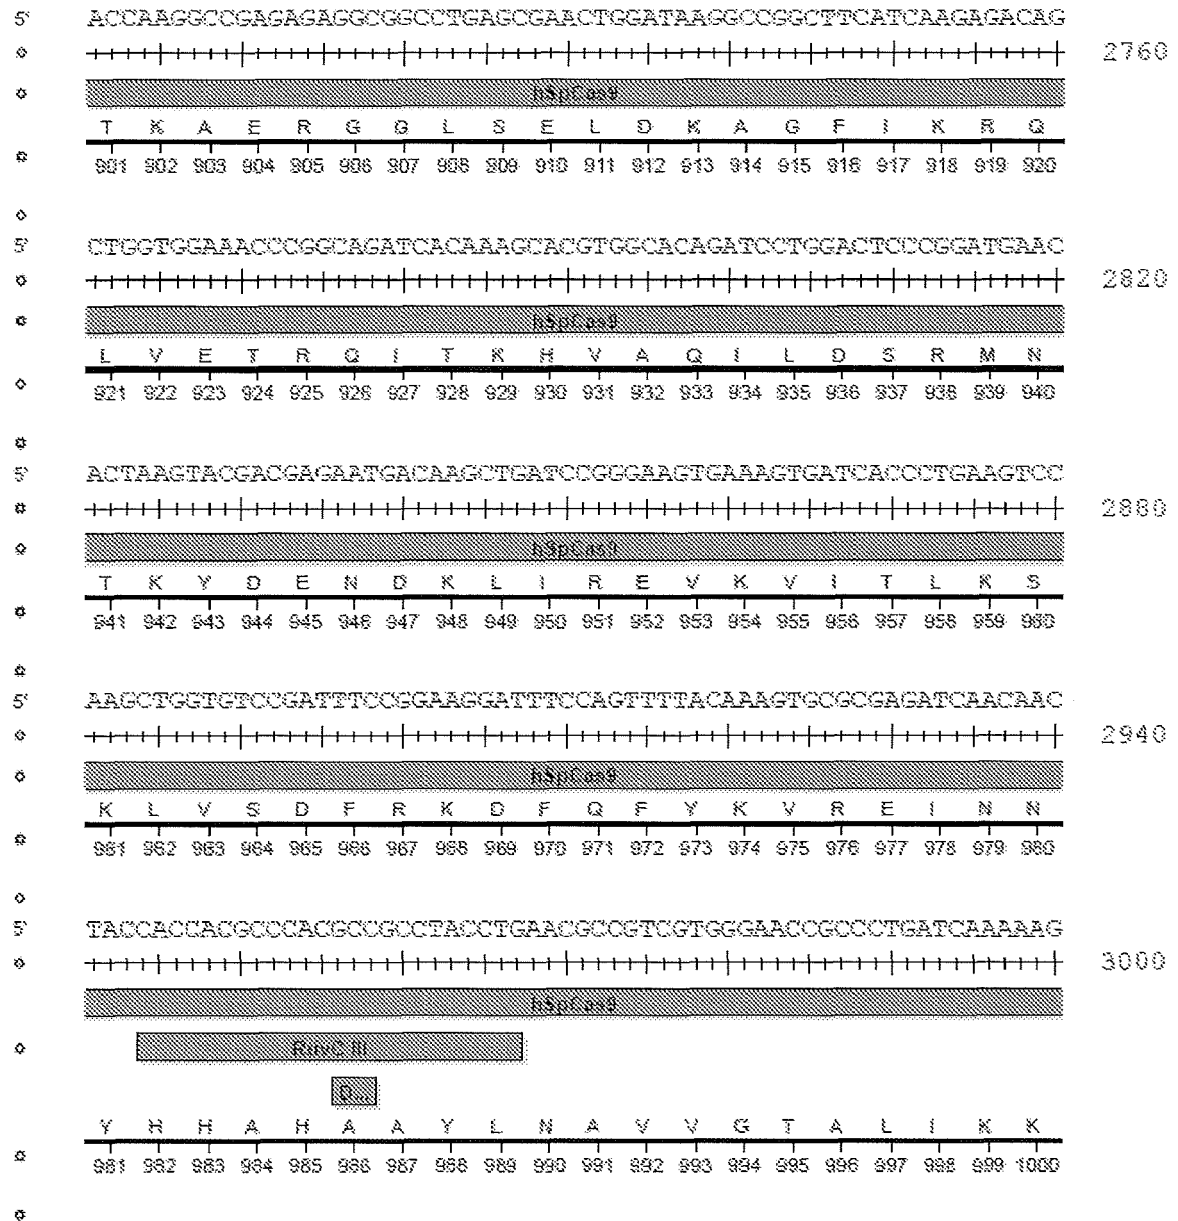 5' ACCAAGGCCGAGAGAGGCGGCCTGAGCGAACTGGATAAGGCCGGCTTCATCAAGAGACAG
2760
hSpCas9
T K A E R G G L S E L D K A G F I K R Q
901 902 903 904 905 906 907 908 909 910 911 912 913 914 915 916 917 918 919 920
5' CTGGTGGAAACCCGGCAGATCACAAAGCACGTGGCACAGATCCTGGACTCCCGGATGAAC
2820
hSpCas9
L V E T R Q I T K H V A Q I L D S R M N
921 922 923 924 925 926 927 928 929 930 931 932 933 934 935 936 937 938 939 940
5' ACTAAGTACGACGAGAATGACAAGCTGATCCGGGAAGTGAAAGTGATCACCCTGAAGTCC
2880
hSpCas9
T K Y D E N D K L I R E V K V I T L K S
941 942 943 944 945 946 947 948 949 950 951 952 953 954 955 956 957 958 959 960
5' AAGCTGGTGTCCGATTTCCGGAAGGATTTCCAGTTTTACAAAGTGCGCGAGATCAACAAC
2940
hSpCas9
K L V S D F R K D F Q F Y K V R E I N N
961 962 963 964 965 966 967 968 969 970 971 972 973 974 975 976 977 978 979 980
5' TACCACCACGCCCACGCCGCCTACCTGAACGCCGTCGTGGGAACCGCCCTGATCAAAAAG
3000
hSpCas9
RuvC III
D...
Y H H A H A A Y L N A V V G T A L I K K
981 982 983 984 985 986 987 988 989 990 991 992 993 994 995 996 997 998 999 1000